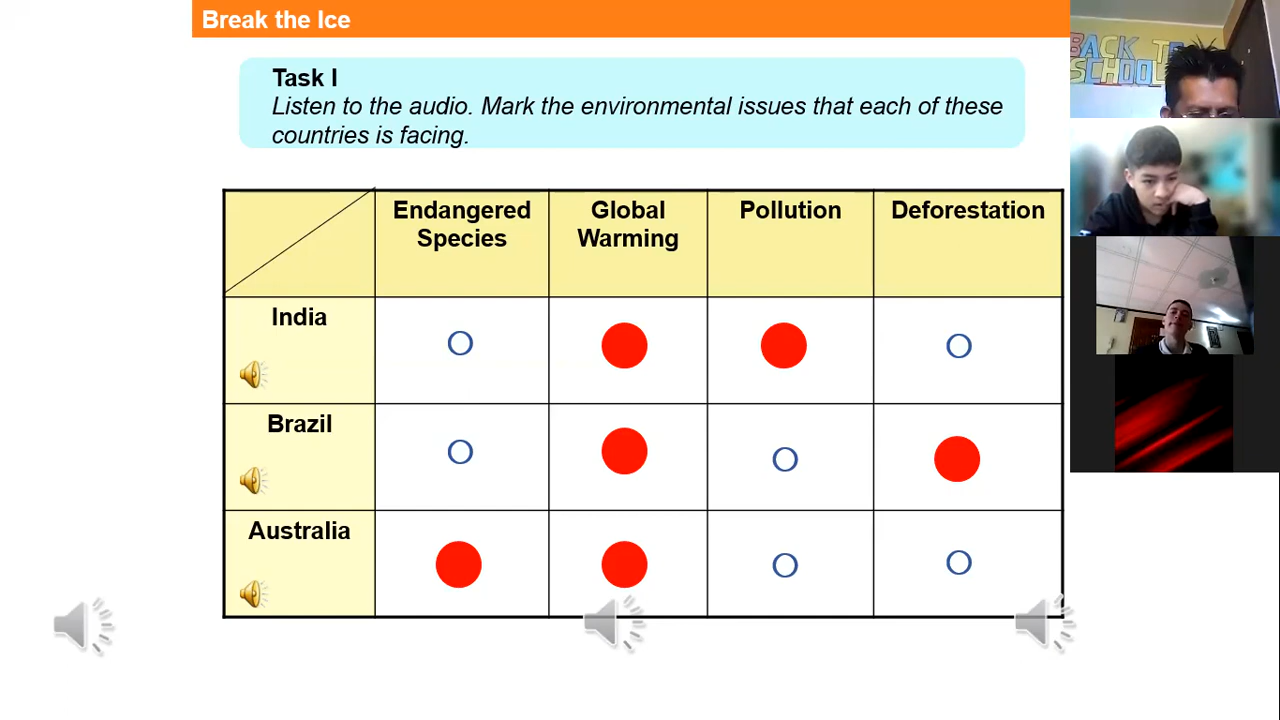 Break the Ice
Task I
Listen to the audio. Mark the environmental issues that each of these
countries is facing.
Endangered
Species
Global
Warming
Pollution
Deforestation
India
Brazil
Australia
BACK TO
SCHOOL